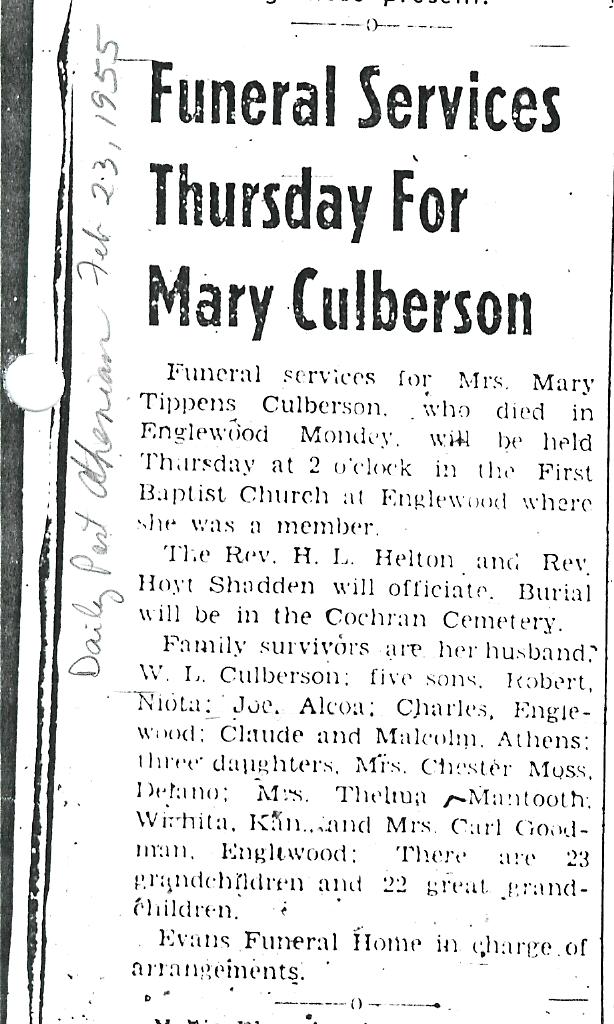 present.
Funeral Services
Thursday For
Mary Culberson
Funeral services for Mrs. Mary
Tippens Culberson, who died in
Englewood Mondey, will be held
Thursday at 2 o'clock in the First
Baptist Church at Englewood where
she was a member.
The Rev. H. L. Helton and Rev.
Hoyt Shadden will officiate. Burial
will be in the Cochran Cemetery.
Family survivors are her husband,
W. L. Culberson; five sons, Robert,
Niota; Joe, Alcoa; Charles, Engle-
wood; Claude and Malcolm, Athens;
three daughters, Mrs. Chester Moss,
Delano; Mrs. Thelma Mantooth,
Wichita, Kan., and Mrs. Carl Good-
man, Englewood; There are 23
grandchildren and 22 great grand-
children.
Evans Funeral Home in charge of
arrangements.
Daily Post Athenian Feb 23, 1955